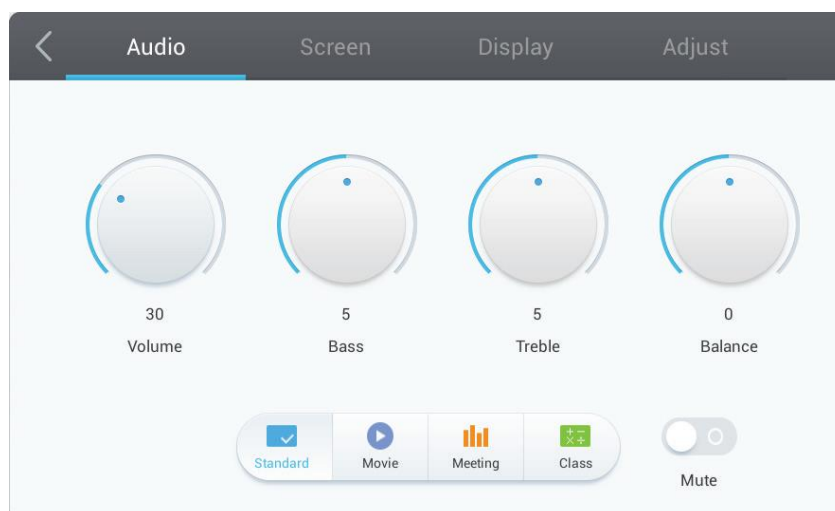 Audio Screen Display Adjust
30 5 5 0
Volume Bass Treble Balance
Standard Movie Meeting Class
Mute